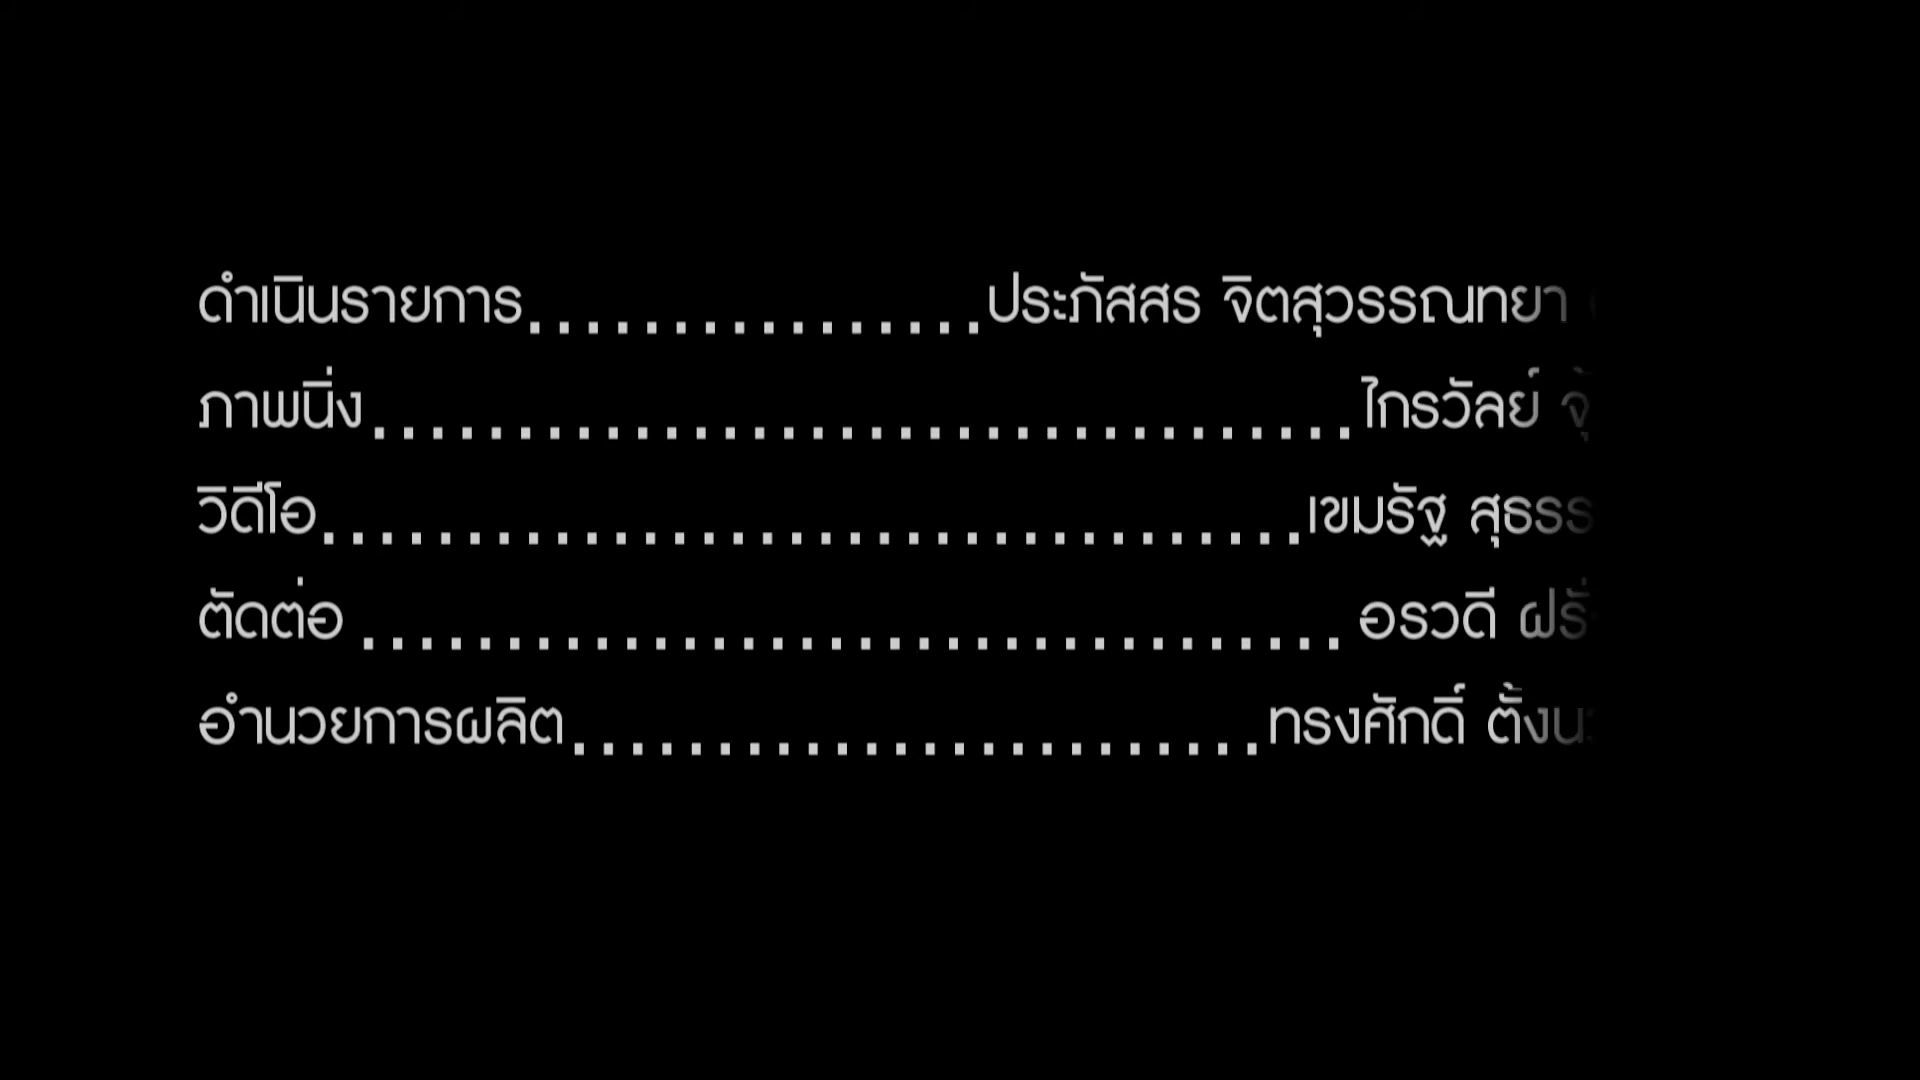 ดำเนินรายการ................ประภัสสร จิตสุวรรณทยา
ภาพนิ่ง..................................ไกรวัลย์
วิดีโอ..................................เขมรัฐ
ตัดต่อ .................................. อรวดี
อำนวยการผลิต........................ทรงศักดิ์